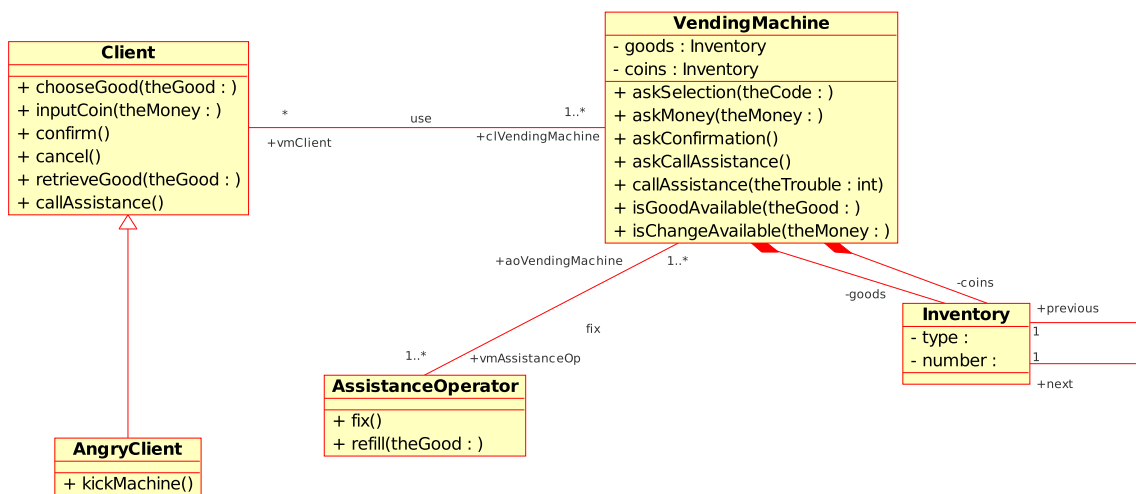 Client
+ chooseGood(theGood : )
+ inputCoin(theMoney : )
+ confirm()
+ cancel()
+ retrieveGood(theGood : )
+ callAssistance()
*
+vmClient
use
1..*
+clVendingMachine
VendingMachine
- goods : Inventory
- coins : Inventory
+ askSelection(theCode : )
+ askMoney(theMoney : )
+ askConfirmation()
+ askCallAssistance()
+ callAssistance(theTrouble : int)
+ isGoodAvailable(theGood : )
+ isChangeAvailable(theMoney : )
+aoVendingMachine
1..*
fix
1..*
+vmAssistanceOp
-goods
-coins
Inventory
- type :
- number :
+previous
1
1
+next
AssistanceOperator
+ fix()
+ refill(theGood : )
AngryClient
+ kickMachine()